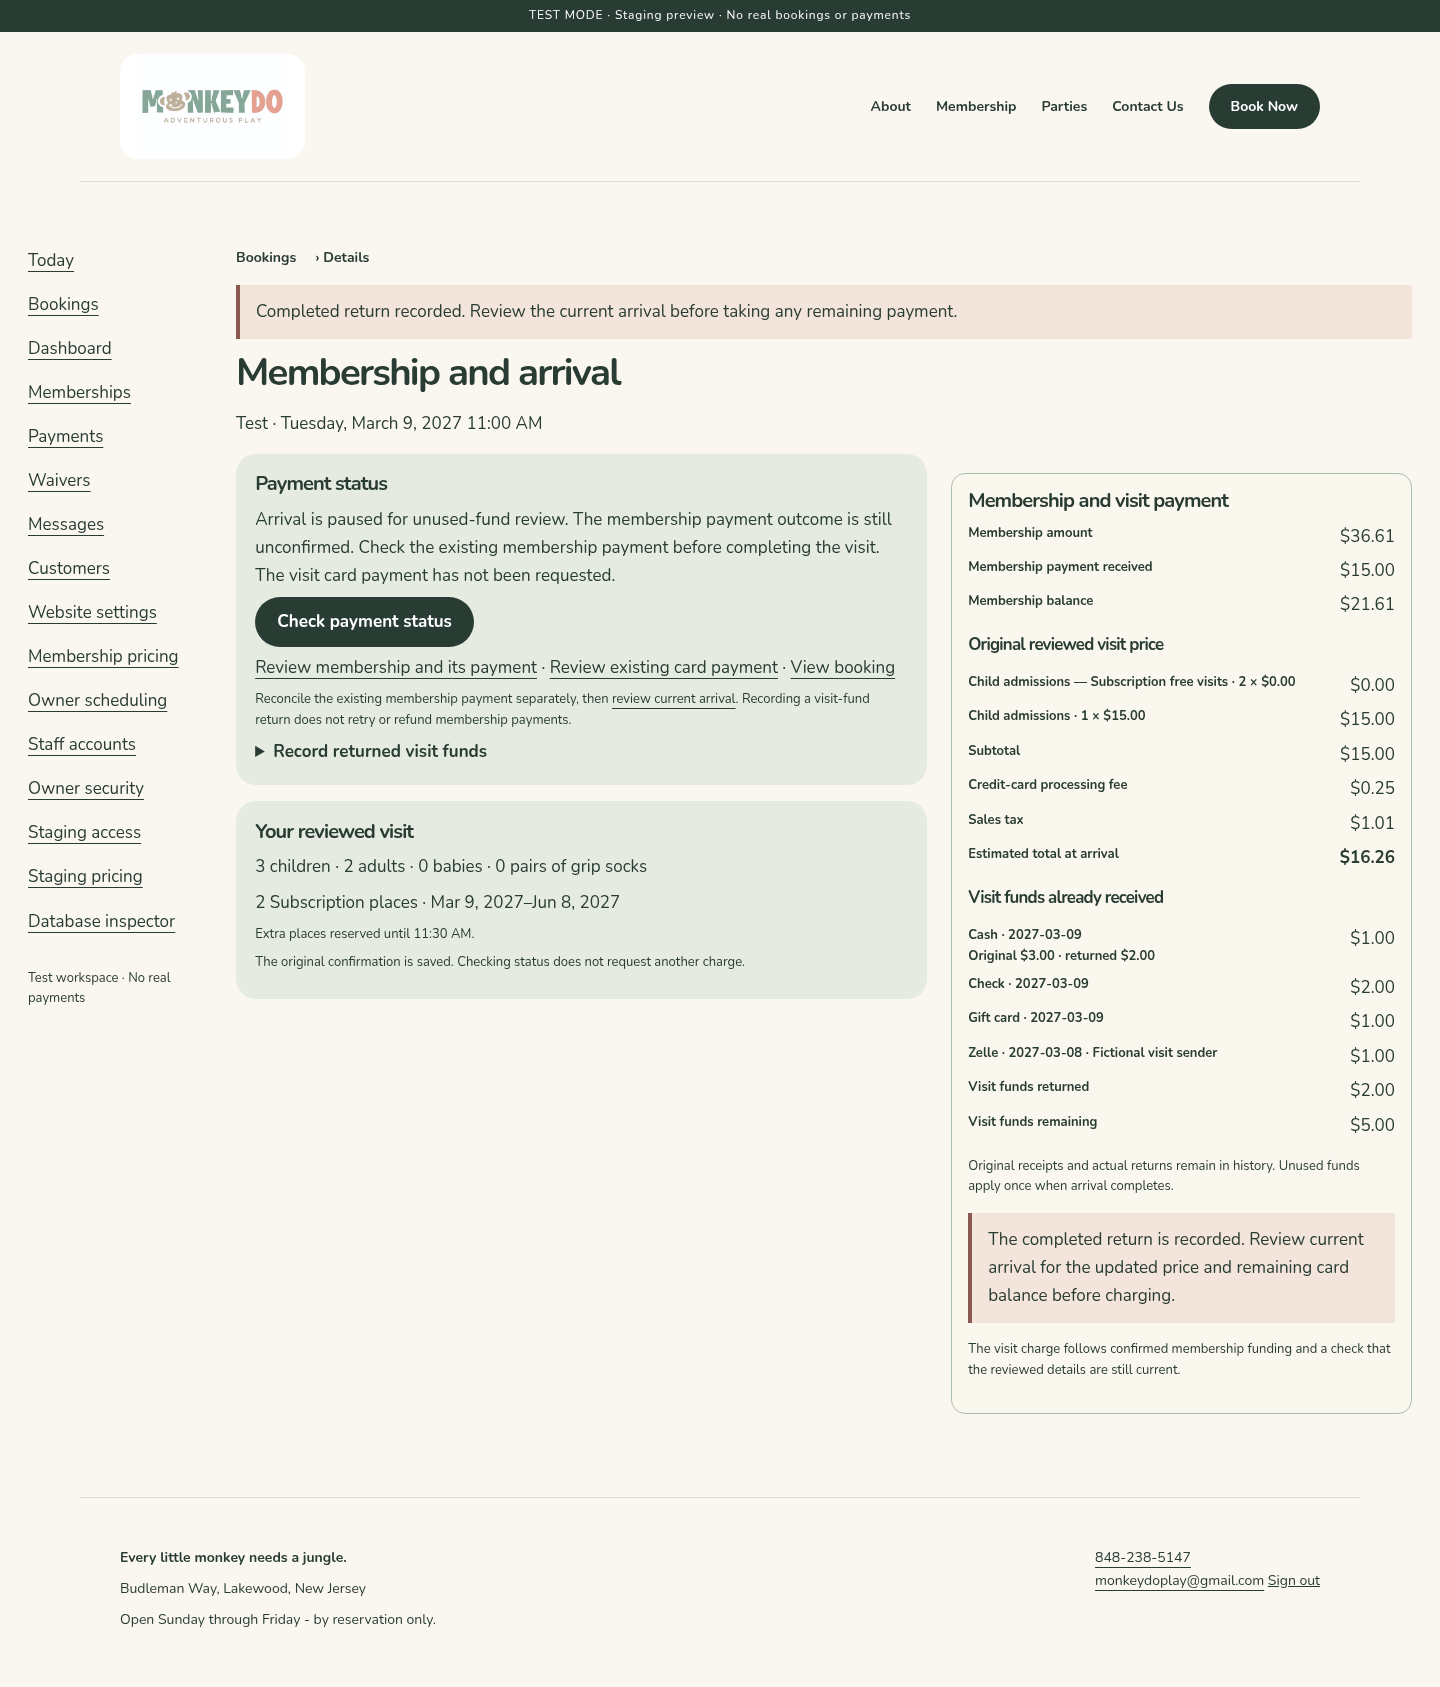 TEST MODE · Staging preview · No real bookings or payments
MONKEYDO
ADVENTUROUS PLAY
About
Membership
Parties
Contact Us
Book Now
Today
Bookings
Dashboard
Memberships
Payments
Waivers
Messages
Customers
Website settings
Membership pricing
Owner scheduling
Staff accounts
Owner security
Staging access
Staging pricing
Database inspector
Test workspace · No real
payments
Bookings › Details
Completed return recorded. Review the current arrival before taking any remaining payment.
Membership and arrival
Test · Tuesday, March 9, 2027 11:00 AM
Payment status
Arrival is paused for unused-fund review. The membership payment outcome is still
unconfirmed. Check the existing membership payment before completing the visit.
The visit card payment has not been requested.
Check payment status
Review membership and its payment · Review existing card payment · View booking
Reconcile the existing membership payment separately, then review current arrival. Recording a visit-fund
return does not retry or refund membership payments.
▶ Record returned visit funds
Your reviewed visit
3 children · 2 adults · 0 babies · 0 pairs of grip socks
2 Subscription places · Mar 9, 2027–Jun 8, 2027
Extra places reserved until 11:30 AM.
The original confirmation is saved. Checking status does not request another charge.
Membership and visit payment
Membership amount $36.61
Membership payment received $15.00
Membership balance $21.61
Original reviewed visit price
Child admissions — Subscription free visits · 2 × $0.00 $0.00
Child admissions · 1 × $15.00 $15.00
Subtotal $15.00
Credit-card processing fee $0.25
Sales tax $1.01
Estimated total at arrival $16.26
Visit funds already received
Cash · 2027-03-09 $1.00
Original $3.00 · returned $2.00
Check · 2027-03-09 $2.00
Gift card · 2027-03-09 $1.00
Zelle · 2027-03-08 · Fictional visit sender $1.00
Visit funds returned $2.00
Visit funds remaining $5.00
Original receipts and actual returns remain in history. Unused funds
apply once when arrival completes.
The completed return is recorded. Review current
arrival for the updated price and remaining card
balance before charging.
The visit charge follows confirmed membership funding and a check that
the reviewed details are still current.
Every little monkey needs a jungle.
Budleman Way, Lakewood, New Jersey
Open Sunday through Friday - by reservation only.
848-238-5147
monkeydoplay@gmail.com Sign out